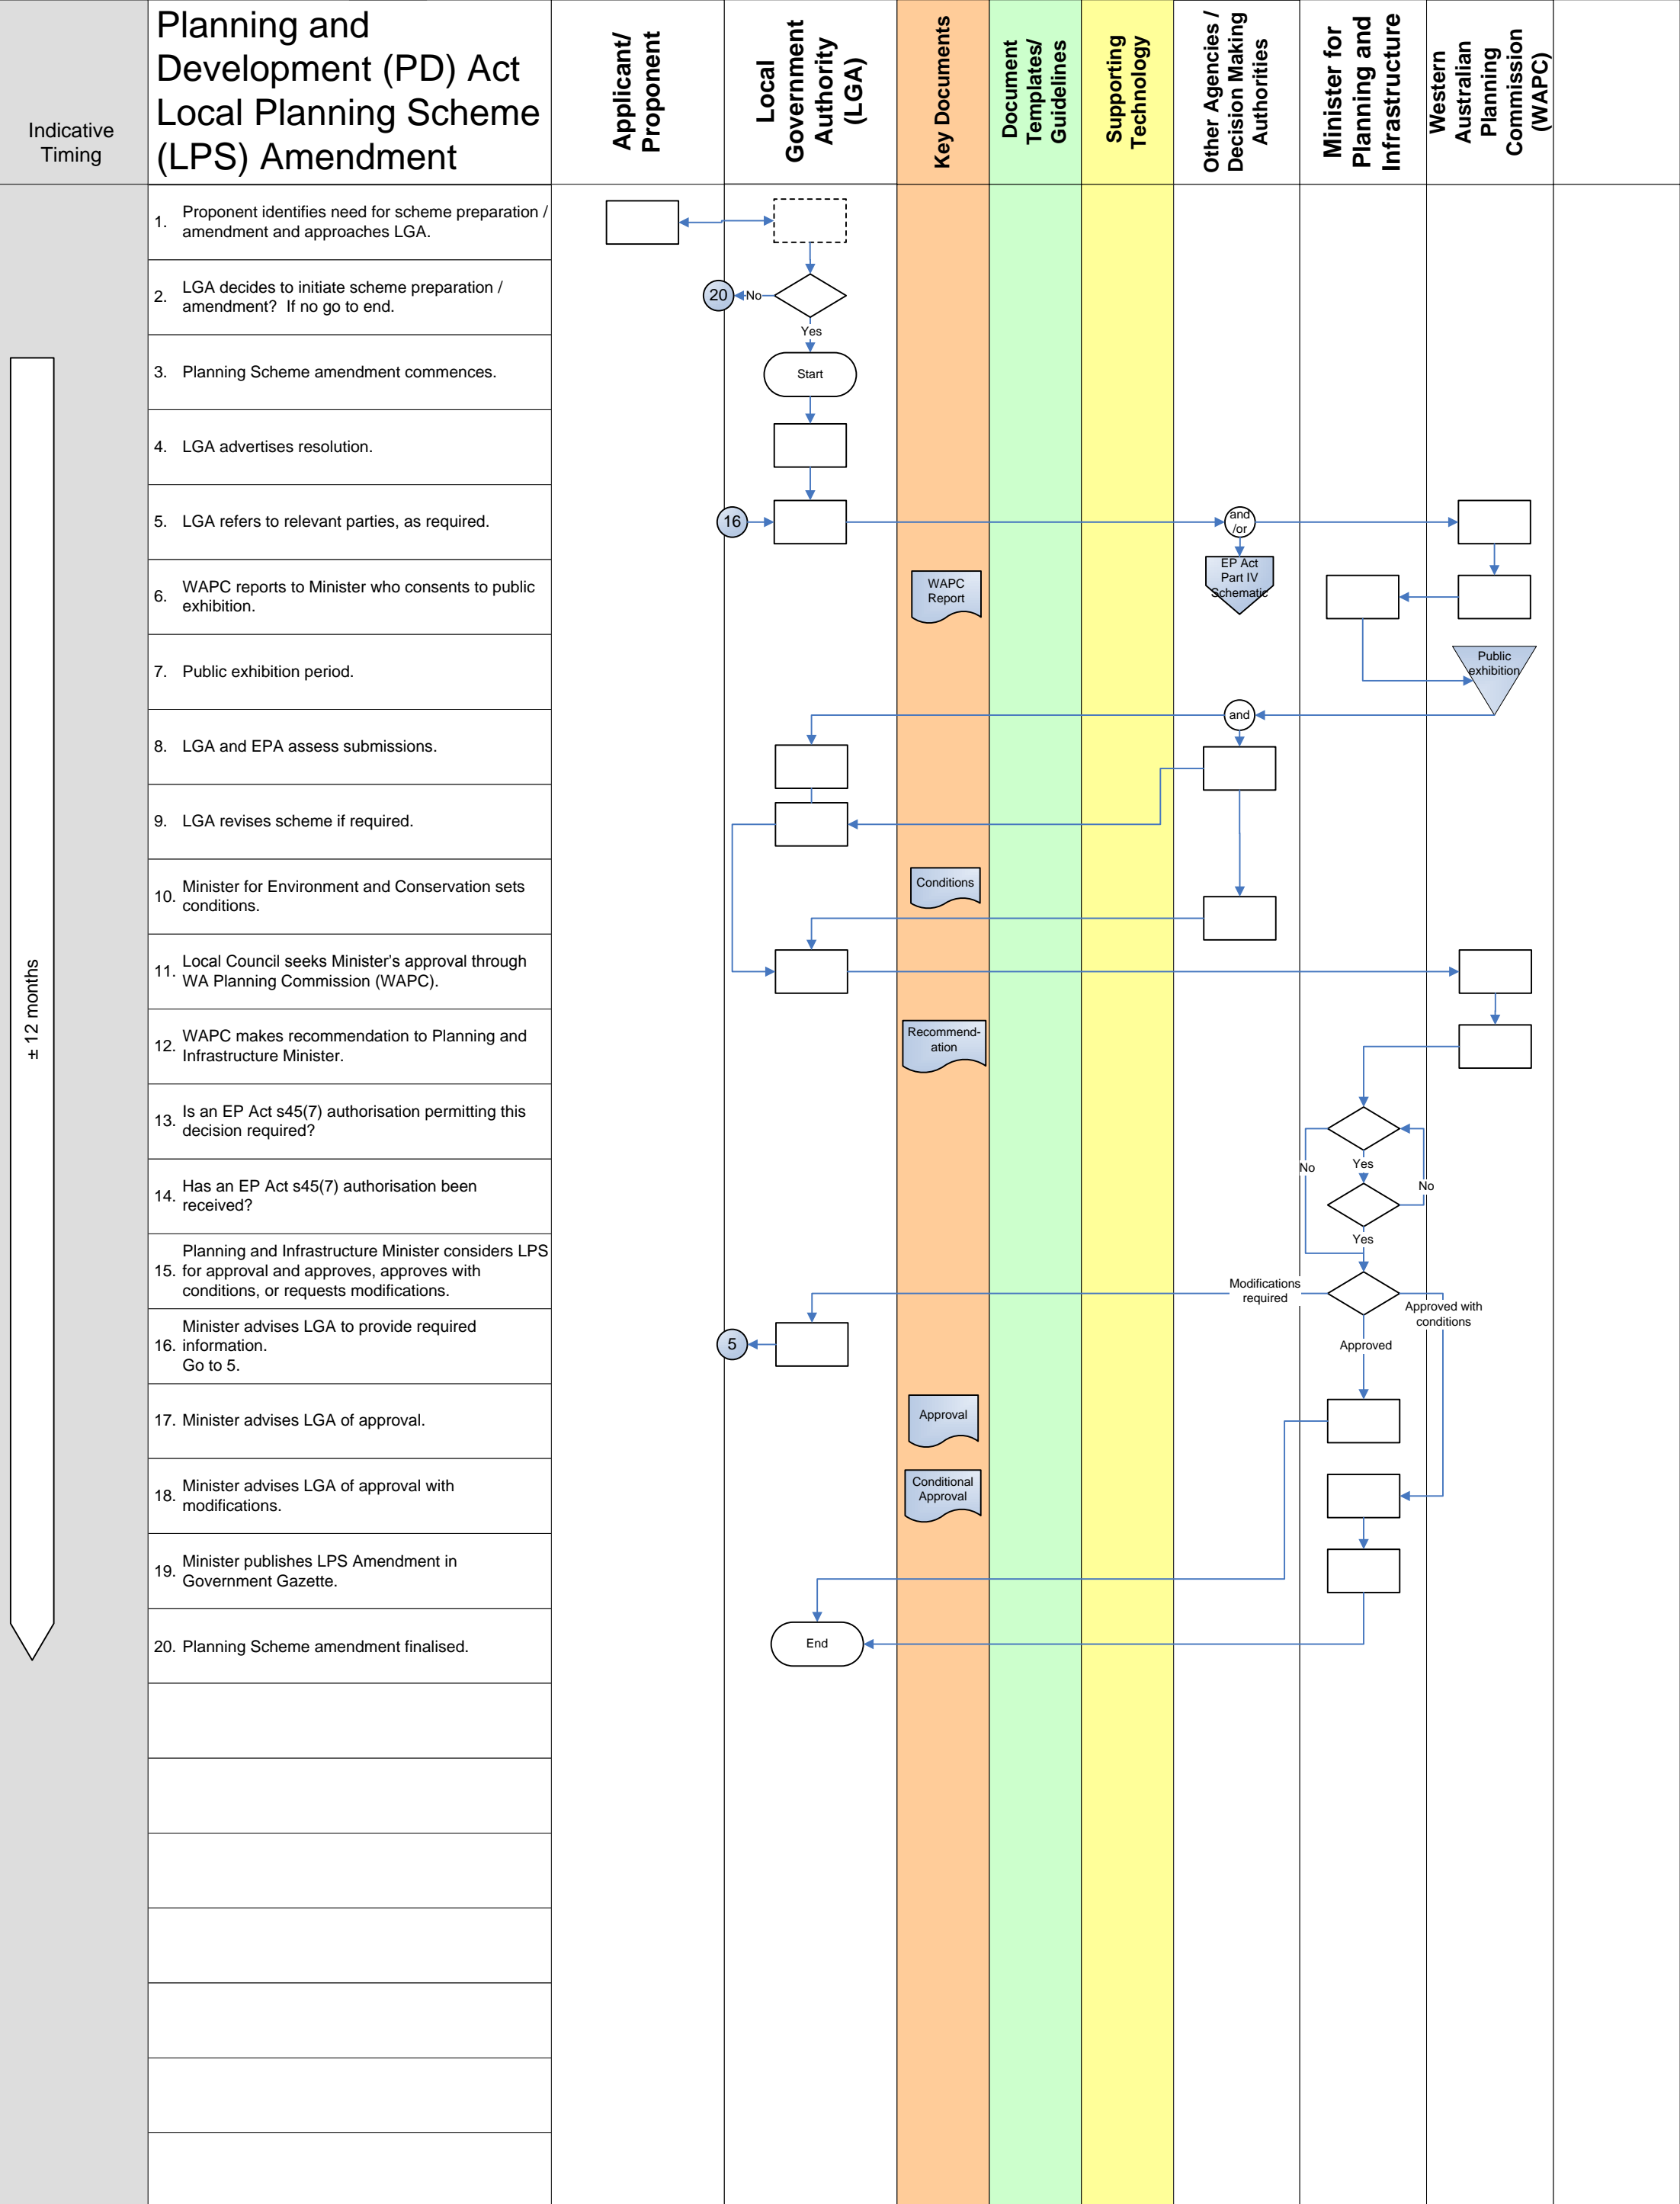 Indicative
Timing
Planning and
Development (PD) Act
Local Planning Scheme
(LPS) Amendment
Applicant/
Proponent
Local
Government
Authority
(LGA)
Key Documents
Document
Templates/
Guidelines
Supporting
Technology
Other Agencies /
Decision Making
Authorities
Minister for
Planning and
Infrastructure
Western
Australian
Planning
Commission
(WAPC)
± 12 months
1. Proponent identifies need for scheme preparation /
amendment and approaches LGA.
2. LGA decides to initiate scheme preparation /
amendment? If no go to end.
20
No
Yes
3. Planning Scheme amendment commences.
Start
4. LGA advertises resolution.
5. LGA refers to relevant parties, as required.
16
and
/or
6. WAPC reports to Minister who consents to public
exhibition.
WAPC
Report
EP Act
Part IV
Schematic
7. Public exhibition period.
Public
exhibition
and
8. LGA and EPA assess submissions.
9. LGA revises scheme if required.
10. Minister for Environment and Conservation sets
conditions.
Conditions
11. Local Council seeks Minister's approval through
WA Planning Commission (WAPC).
12. WAPC makes recommendation to Planning and
Infrastructure Minister.
Recommend-
ation
13. Is an EP Act s45(7) authorisation permitting this
decision required?
No
Yes
No
14. Has an EP Act s45(7) authorisation been
received?
Yes
15. Planning and Infrastructure Minister considers LPS
for approval and approves, approves with
conditions, or requests modifications.
Modifications
required
Approved with
conditions
Approved
16. Minister advises LGA to provide required
information.
Go to 5.
5
17. Minister advises LGA of approval.
Approval
18. Minister advises LGA of approval with
modifications.
Conditional
Approval
19. Minister publishes LPS Amendment in
Government Gazette.
20. Planning Scheme amendment finalised.
End